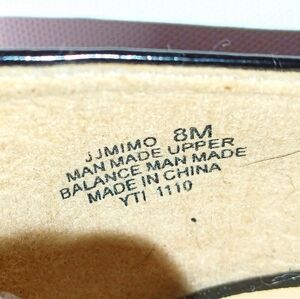 JJMIMO 8M
MAN MADE UPPER
BALANCE MAN MADE
MADE IN CHINA
YTI 1110